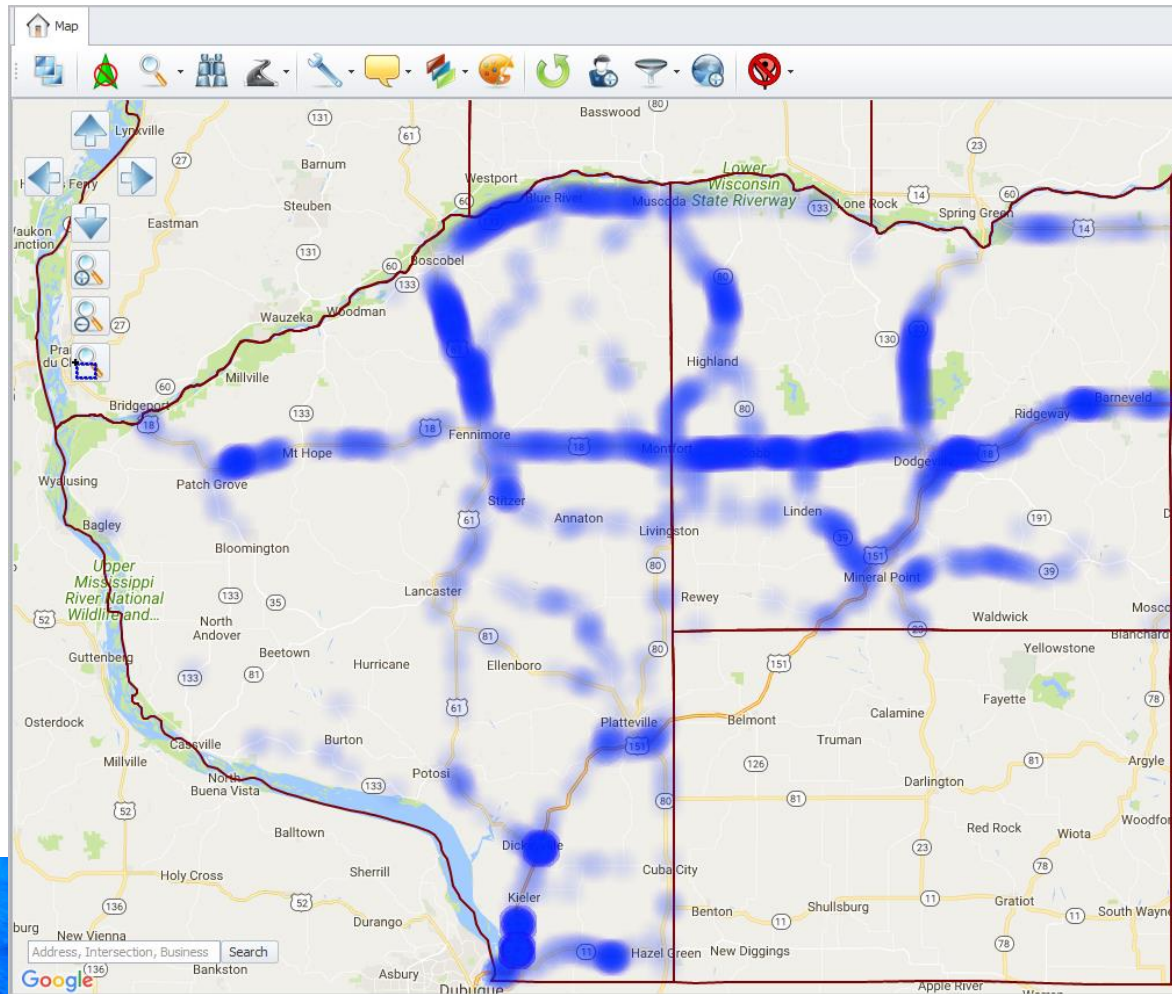 Map
80
Basswood
Lynxville
131
61
23
27
Barnum
Westport
Lower
Wisconsin
State Riverway
60
Ferry
Steuben
60
Blue River
Muscoda
133
Lone Rock
14
Spring Green
Eastman
14
131
Boscobel
60
133
80
Wauzeka
Woodman
27
130
Highland
Millville
60
Bridgeport
133
80
Ridgeway
Barneveld
18
18
Fennimore
18
Montfort
Mt Hope
Dodgeville
18
Wyalusing
Patch Grove
Stitzer
Linden
Bagley
61
Annaton
Livingston
191
Bloomington
39
151
Upper
Mississippi
River National
Wildlife and...
80
Mineral Point
39
133
35
Lancaster
Rewey
52
North
Andover
81
Waldwick
23
Blanchard
Guttenberg
Beetown
Hurricane
Ellenboro
80
151
Yellowstone
133
81
Fayette
78
61
Platteville
Belmont
Calamine
Osterdock
Cassville
Burton
151
Truman
Millville
Potosi
126
81
Argyle
North
Buena Vista
133
80
81
Darlington
52
Balltown
Red Rock
Wiota
Dickeyville
23
78
Holy Cross
Sherrill
Cuba City
Kieler
11
Gratiot
136
52
Durango
Benton
11
Shullsburg
11
South Wayne
New Vienna
78
Address, Intersection, Business Search
11
Hazel Green
New Diggings
136
Bankston
Asbury
Google
Dubuque
Apple River